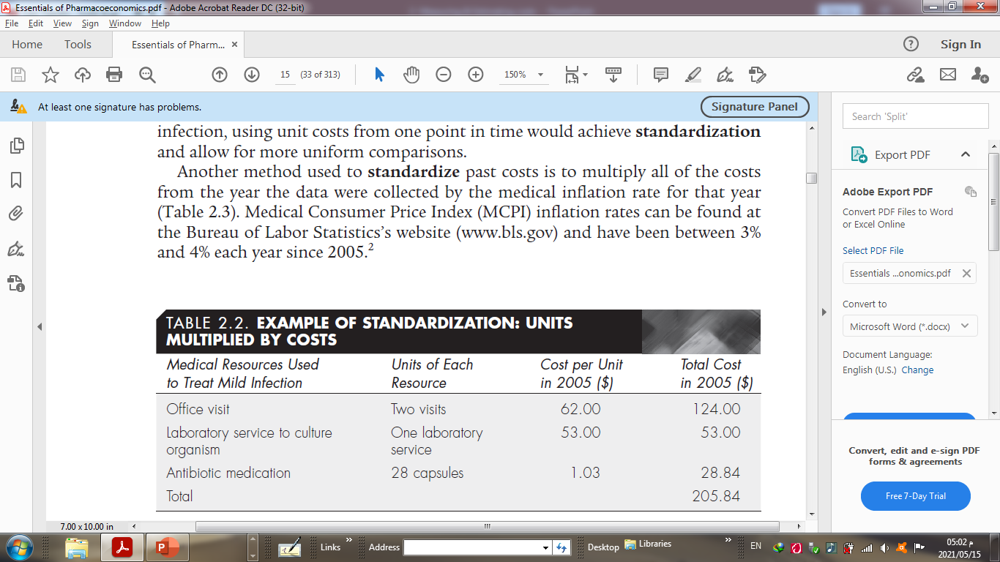 Essentials of Pharmacoeconomics.pdf - Adobe Acrobat Reader DC (32-bit)
File Edit View Sign Window Help
Home Tools Essentials of Pharm... × ? Sign In
15 (33 of 313) 150%
At least one signature has problems. Signature Panel
infection, using unit costs from one point in time would achieve standardization
and allow for more uniform comparisons.
Another method used to standardize past costs is to multiply all of the costs
from the year the data were collected by the medical inflation rate for that year
(Table 2.3). Medical Consumer Price Index (MCPI) inflation rates can be found at
the Bureau of Labor Statistics's website (www.bls.gov) and have been between 3%
and 4% each year since 2005.2
TABLE 2.2. EXAMPLE OF STANDARDIZATION: UNITS
MULTIPLIED BY COSTS
Medical Resources Used Units of Each Cost per Unit Total Cost
to Treat Mild Infection Resource in 2005 ($) in 2005 ($)
Office visit Two visits 62.00 124.00
Laboratory service to culture One laboratory 53.00 53.00
organism service
Antibiotic medication 28 capsules 1.03 28.84
Total 205.84
7.00 x 10.00 in
Search 'Split'
Export PDF
Adobe Export PDF
Convert PDF Files to Word
or Excel Online
Select PDF File
Essentials ...onomics.pdf
Convert to
Microsoft Word (*.docx)
Document Language:
English (U.S.) Change
Convert, edit and e-sign PDF
forms & agreements
Free 7-Day Trial
Links » Address Desktop Libraries » EN
05:02 م
2021/05/15